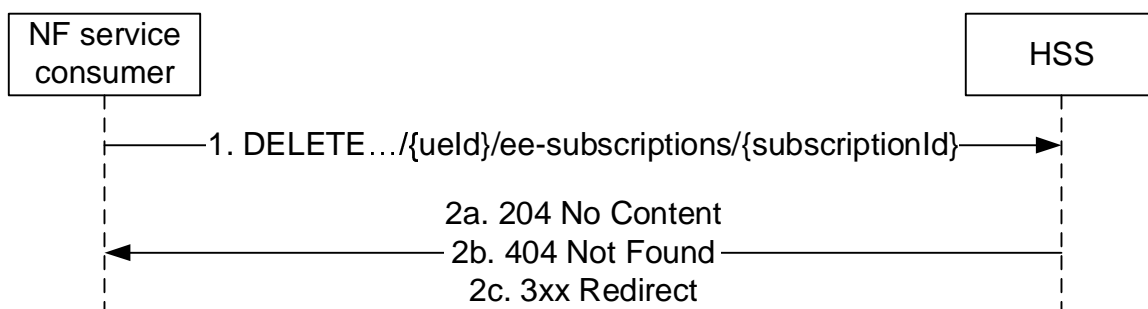 NF service
consumer
HSS
1. DELETE…/{ueId}/ee-subscriptions/{subscriptionId}
2a. 204 No Content
2b. 404 Not Found
2c. 3xx Redirect